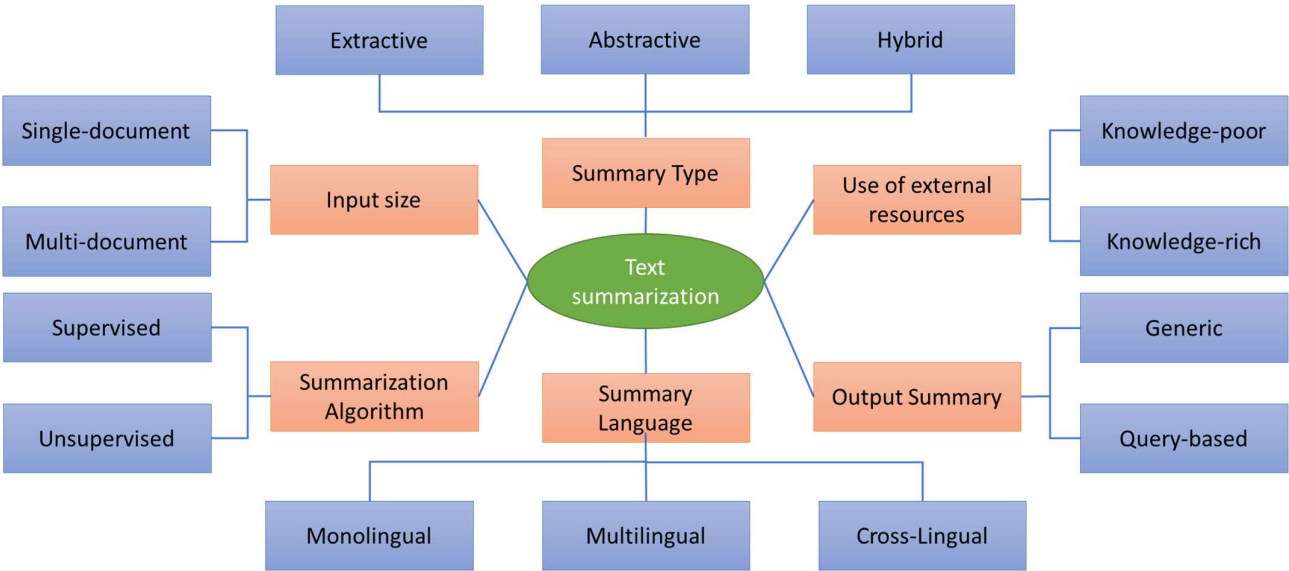 Extractive
Abstractive
Hybrid
Single-document
Multi-document
Input size
Summary Type
Use of external
resources
Knowledge-poor
Knowledge-rich
Text
summarization
Supervised
Unsupervised
Summarization
Algorithm
Summary
Language
Output Summary
Generic
Query-based
Monolingual
Multilingual
Cross-Lingual